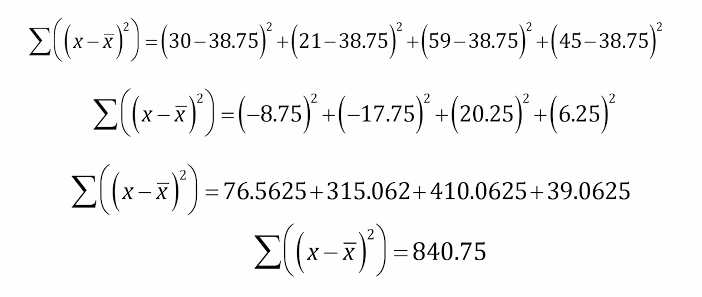 ∑((x−x̅)²)=(30−38.75)²+(21−38.75)²+(59−38.75)²+(45−38.75)²
∑((x−x̅)²)=(−8.75)²+(−17.75)²+(20.25)²+(6.25)²
∑((x−x̅)²)=76.5625+315.062+410.0625+39.0625
∑((x−x̅)²)=840.75